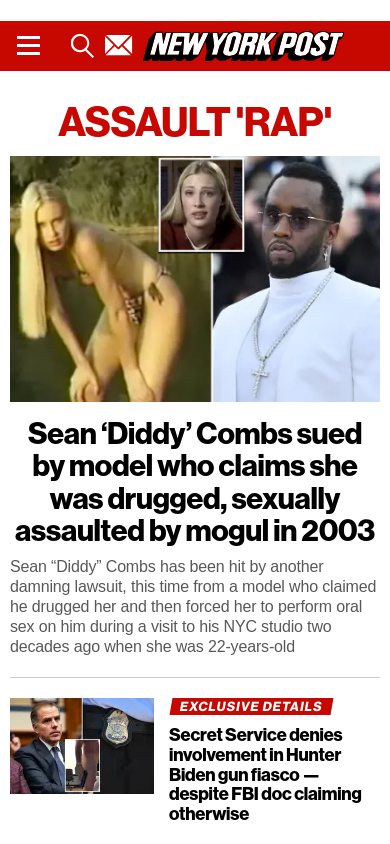 NEW YORK POST
ASSAULT 'RAP'
Sean ‘Diddy’ Combs sued
by model who claims she
was drugged, sexually
assaulted by mogul in 2003
Sean “Diddy” Combs has been hit by another
damning lawsuit, this time from a model who claimed
he drugged her and then forced her to perform oral
sex on him during a visit to his NYC studio two
decades ago when she was 22-years-old
EXCLUSIVE DETAILS
Secret Service denies
involvement in Hunter
Biden gun fiasco —
despite FBI doc claiming
otherwise